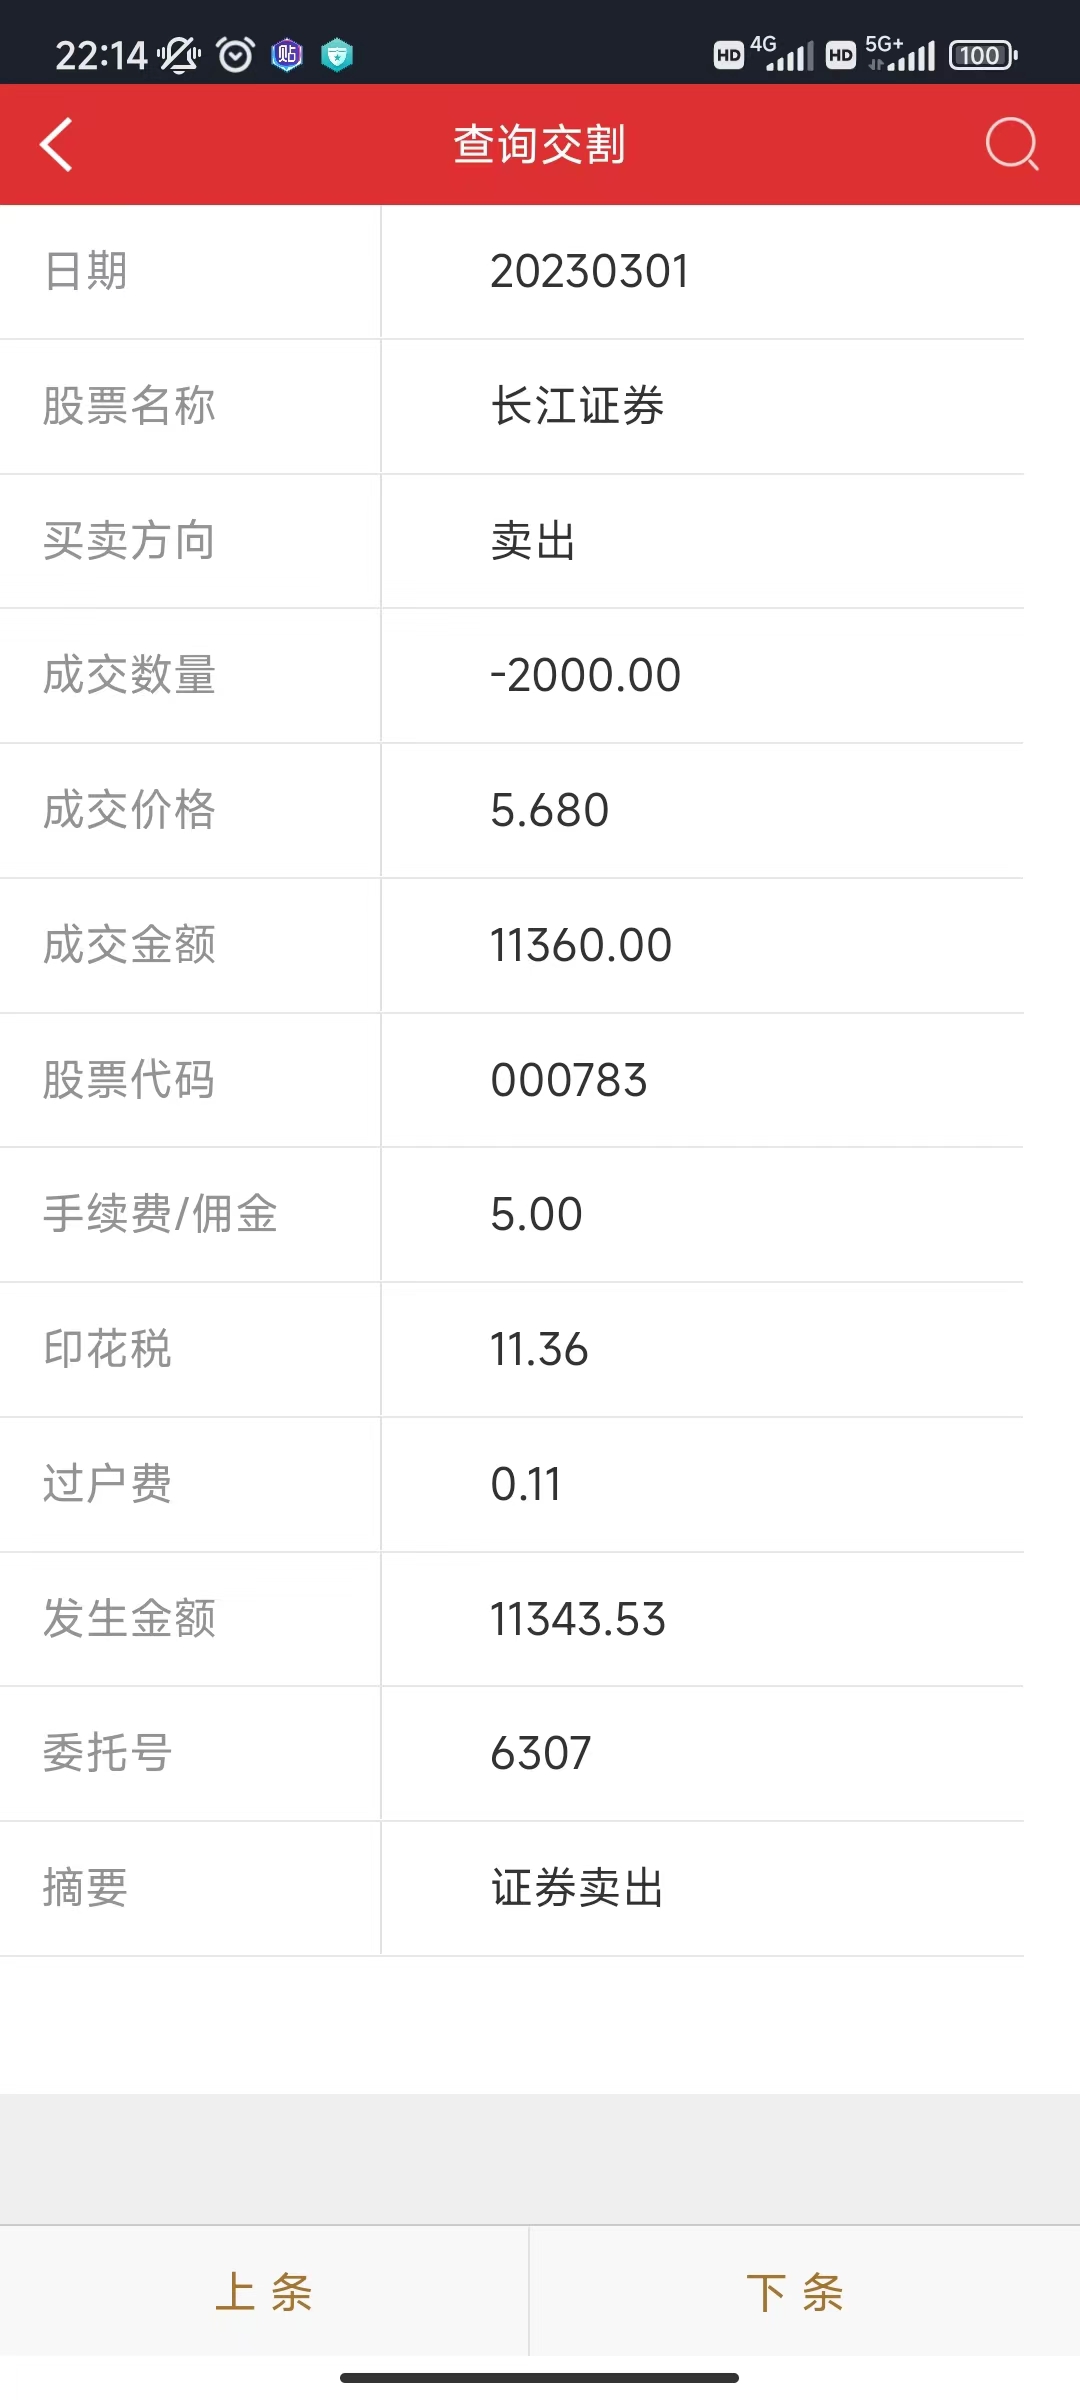 22:14 贴 HD 4G HD 5G+ 100
查询交割
日期 20230301
股票名称 长江证券
买卖方向 卖出
成交数量 -2000.00
成交价格 5.680
成交金额 11360.00
股票代码 000783
手续费/佣金 5.00
印花税 11.36
过户费 0.11
发生金额 11343.53
委托号 6307
摘要 证券卖出
上条 下条